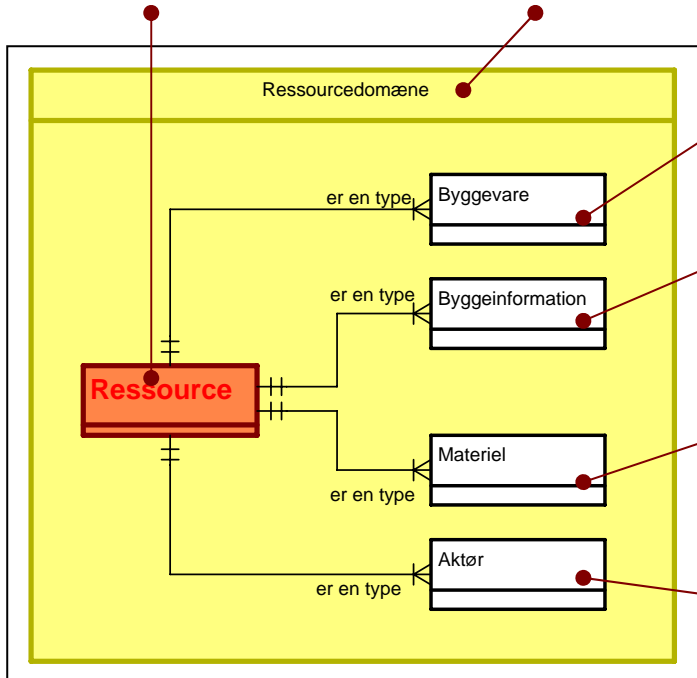 Ressourcedomæne
er en type
Byggevare
er en type
Byggeinformation
Ressource
Materiel
er en type
Aktør
er en type